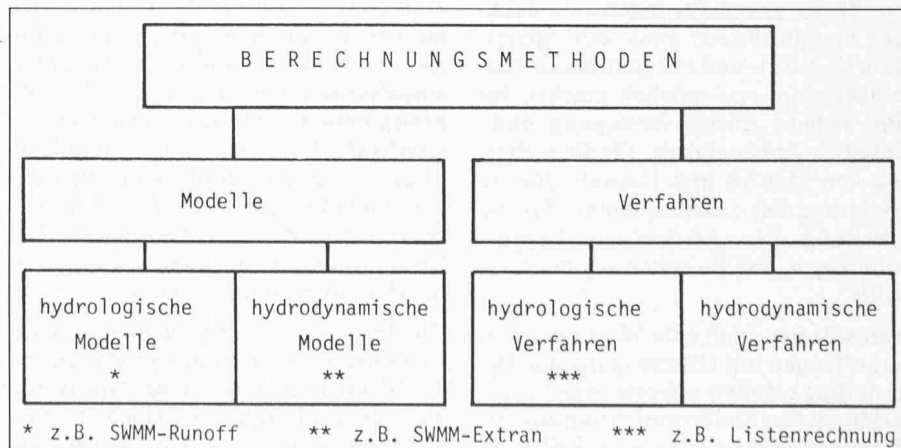 BERECHNUNGSMETHODEN
Modelle
Verfahren
hydrologische
Modelle
*
hydrodynamische
Modelle
**
hydrologische
Verfahren
***
hydrodynamische
Verfahren
* z.B. SWMM-Runoff ** z.B. SWMM-Extran *** z.B. Listenrechnung